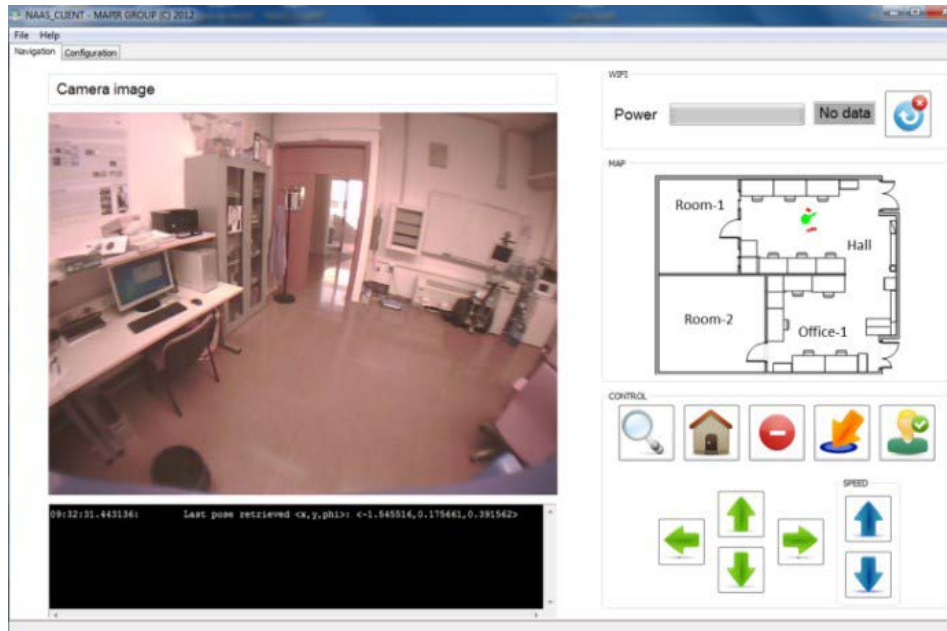 NAAS_CLIENT - MAPIR GROUP (C) 2012
File Help
Navigation Configuration
Camera image
WIFI
Power No data
MAP
Room-1
Hall
Room-2
Office-1
CONTROL
SPEED
09:32:31.443136: Last pose retrieved <x,y,phi>: <-1.545516,0.175661,0.391562>